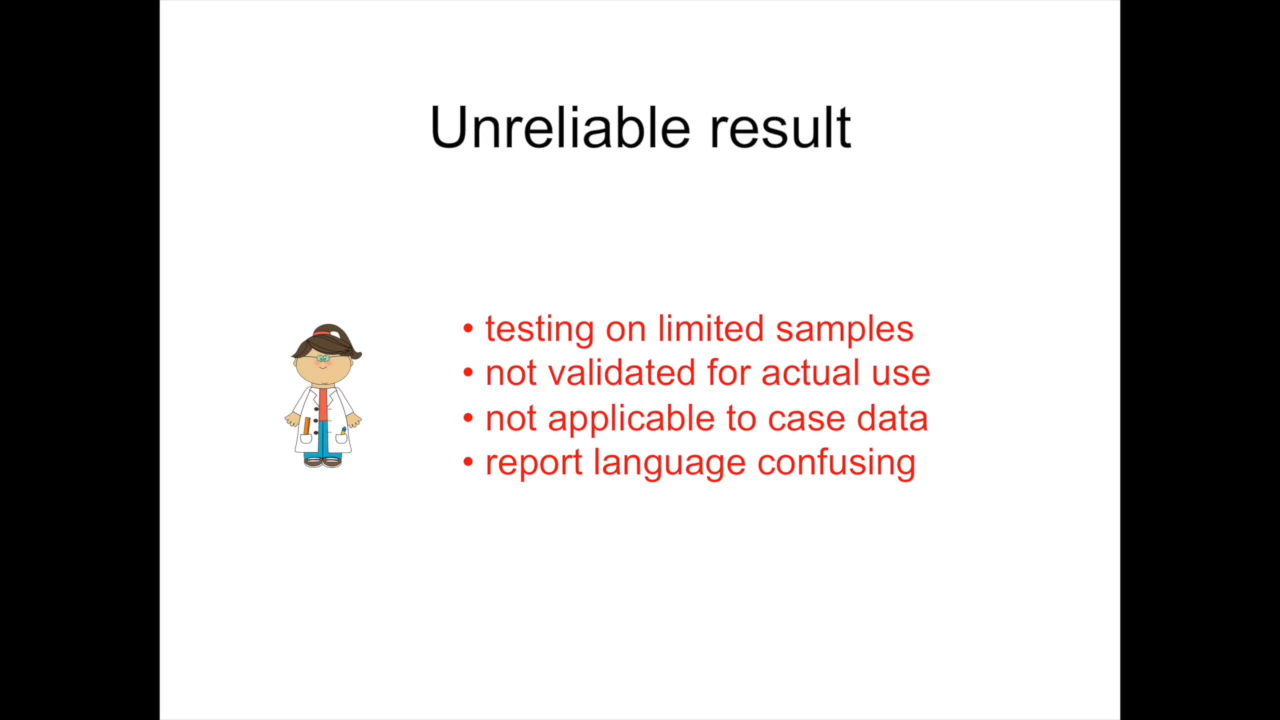 Unreliable result
• testing on limited samples
• not validated for actual use
• not applicable to case data
• report language confusing